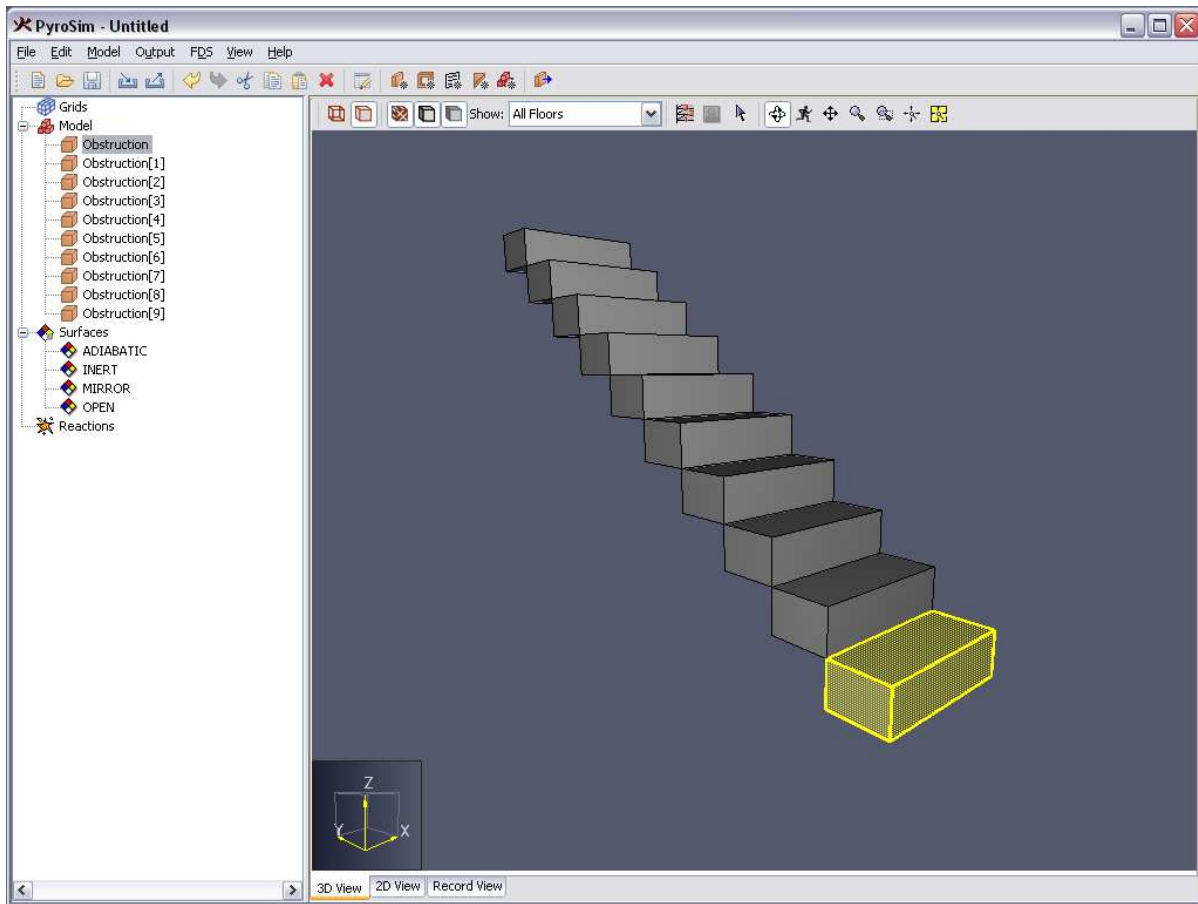 PyroSim - Untitled
File Edit Model Output FDS View Help
Show: All Floors
Grids
Model
Obstruction
Obstruction[1]
Obstruction[2]
Obstruction[3]
Obstruction[4]
Obstruction[5]
Obstruction[6]
Obstruction[7]
Obstruction[8]
Obstruction[9]
Surfaces
ADIABATIC
INERT
MIRROR
OPEN
Reactions
Z
Y X
3D View 2D View Record View